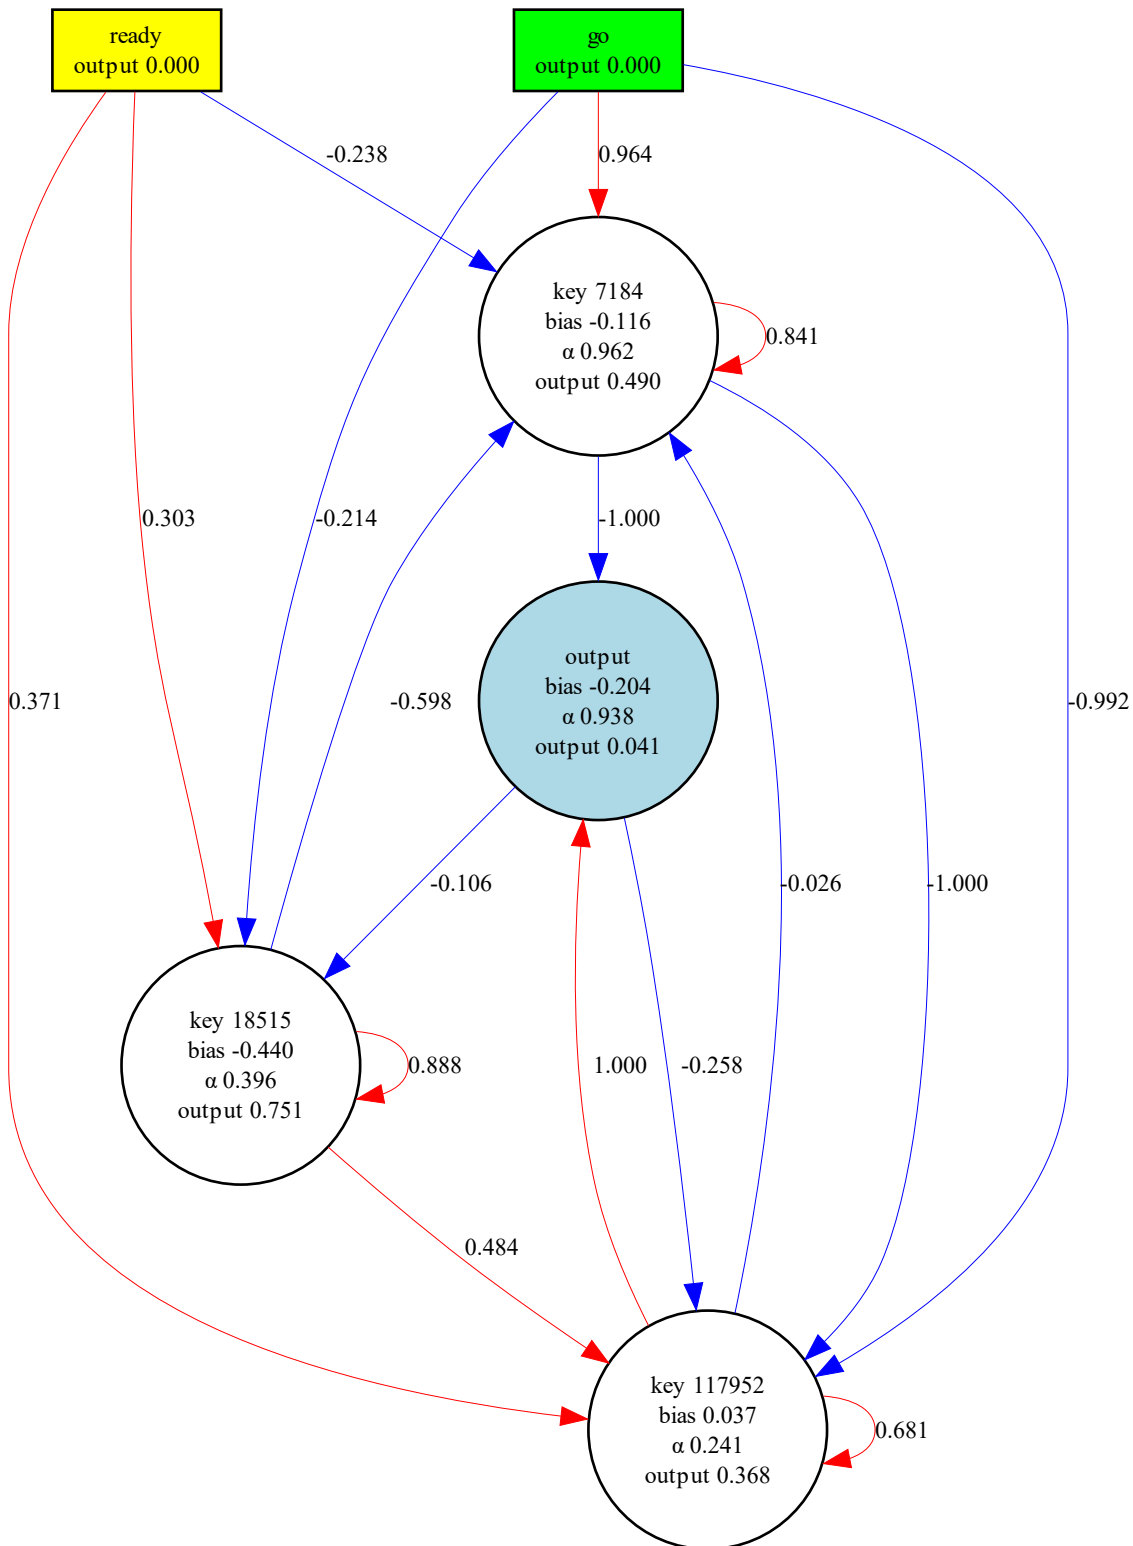 ready
output 0.000
go
output 0.000
-0.238
0.964
key 7184
bias -0.116
α 0.962
output 0.490
0.841
0.303
-0.214
-1.000
output
bias -0.204
α 0.938
output 0.041
0.371
-0.598
-0.992
-0.106
-0.026
-1.000
key 18515
bias -0.440
α 0.396
output 0.751
0.888
1.000
-0.258
0.484
key 117952
bias 0.037
α 0.241
output 0.368
0.681